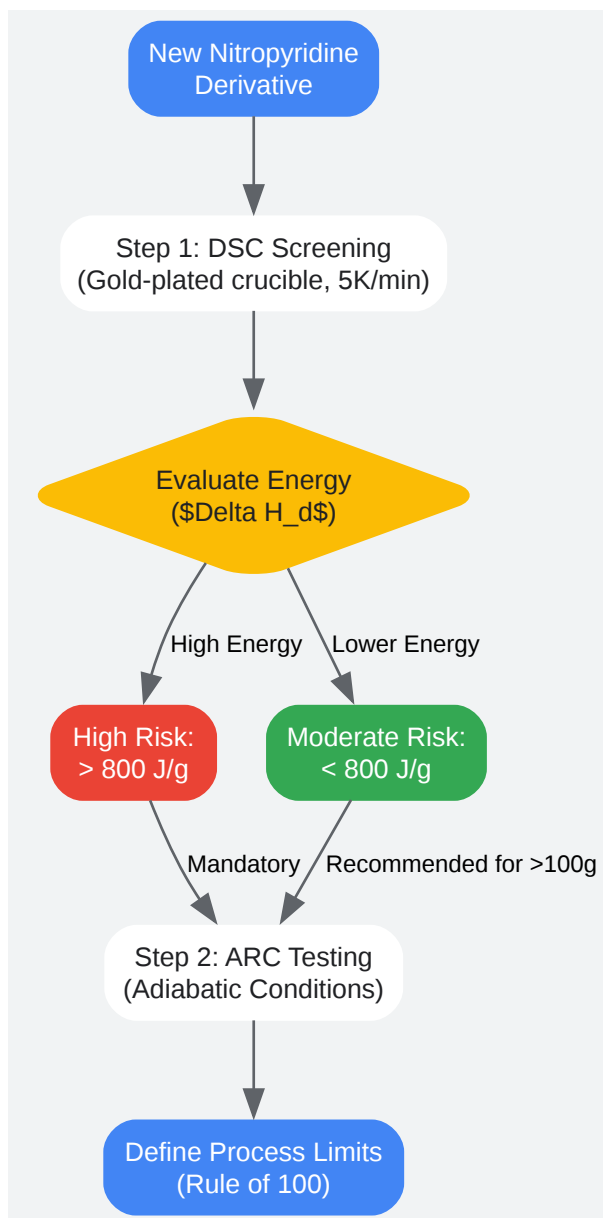 New Nitropyridine
Derivative
Step 1: DSC Screening
(Gold-plated crucible, 5K/min)
Evaluate Energy
($Delta H_d$)
High Energy
Lower Energy
High Risk:
> 800 J/g
Moderate Risk:
< 800 J/g
Mandatory
Recommended for >100g
Step 2: ARC Testing
(Adiabatic Conditions)
Define Process Limits
(Rule of 100)